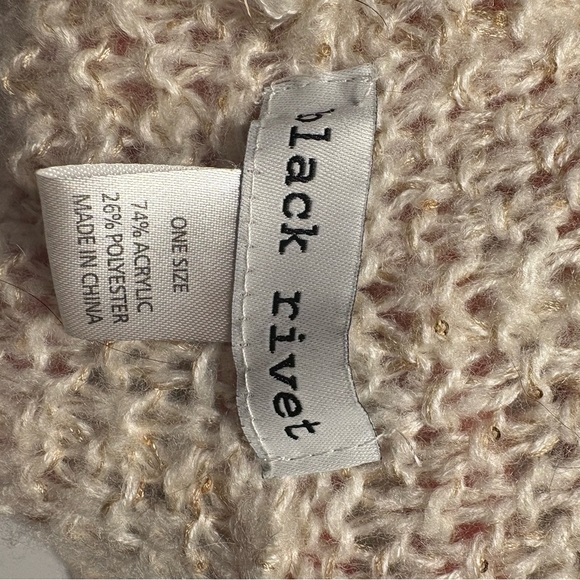 black rivet
ONE SIZE
74% ACRYLIC
26% POLYESTER
MADE IN CHINA